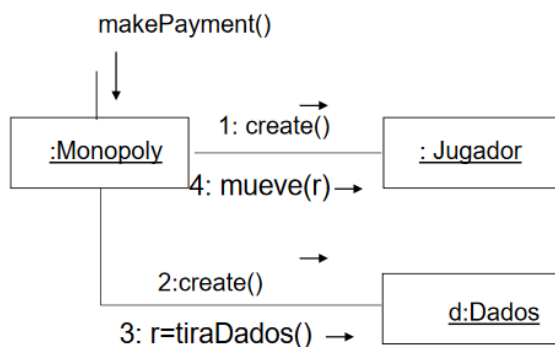 makePayment()
1: create()
:Monopoly
: Jugador
4: mueve(r)
2:create()
d:Dados
3: r=tiraDados()